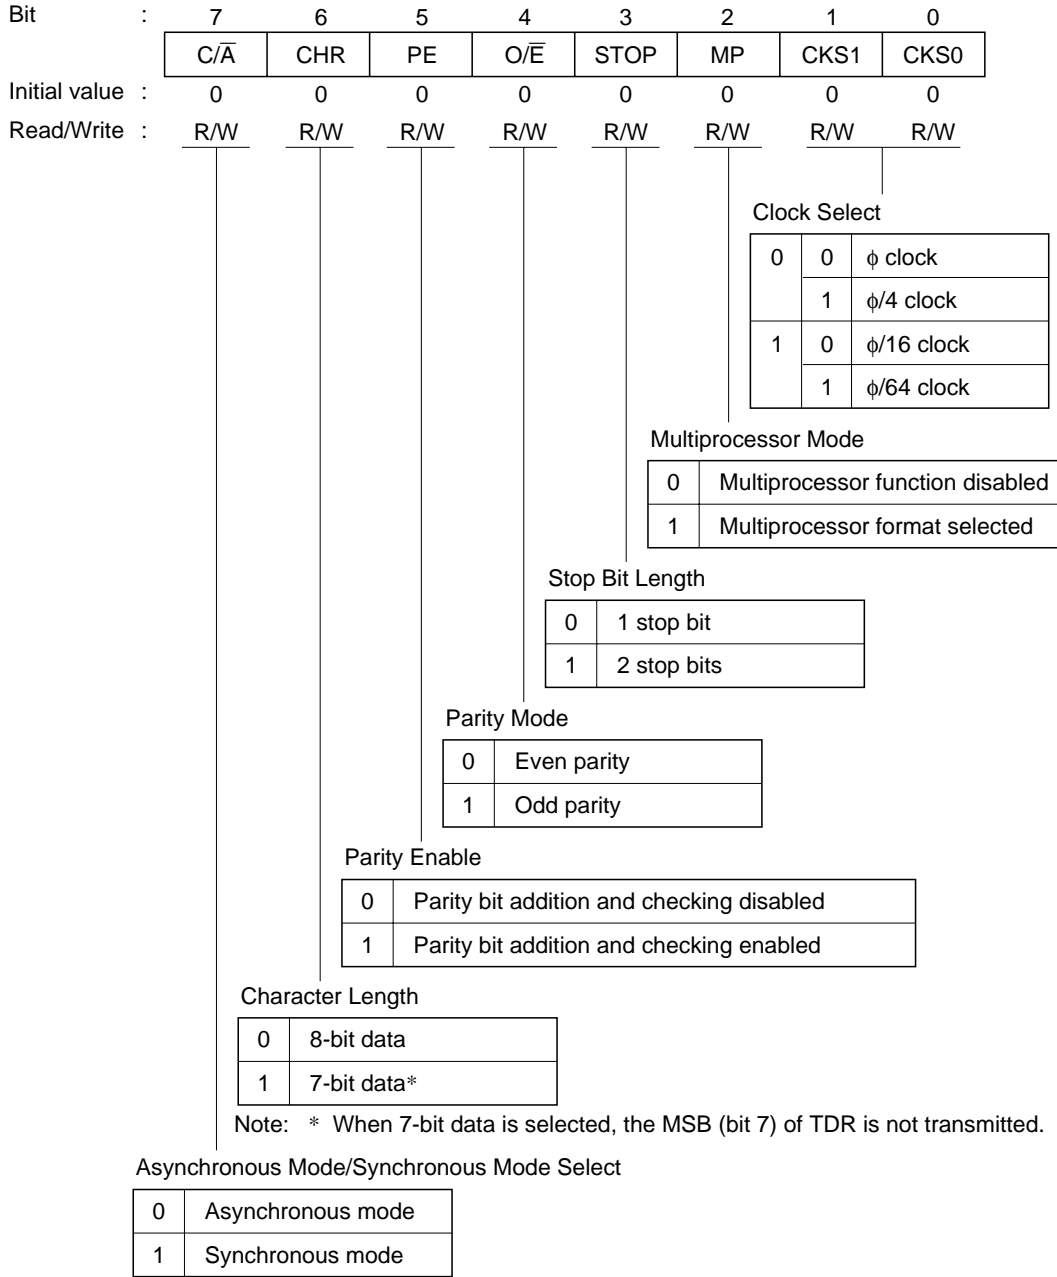 Bit : 7 6 5 4 3 2 1 0
C/A̅ CHR PE O/E̅ STOP MP CKS1 CKS0
Initial value : 0 0 0 0 0 0 0 0
Read/Write : R/W R/W R/W R/W R/W R/W R/W R/W
Clock Select
0 0 ϕ clock
1 ϕ/4 clock
1 0 ϕ/16 clock
1 ϕ/64 clock
Multiprocessor Mode
0 Multiprocessor function disabled
1 Multiprocessor format selected
Stop Bit Length
0 1 stop bit
1 2 stop bits
Parity Mode
0 Even parity
1 Odd parity
Parity Enable
0 Parity bit addition and checking disabled
1 Parity bit addition and checking enabled
Character Length
0 8-bit data
1 7-bit data*
Note: * When 7-bit data is selected, the MSB (bit 7) of TDR is not transmitted.
Asynchronous Mode/Synchronous Mode Select
0 Asynchronous mode
1 Synchronous mode